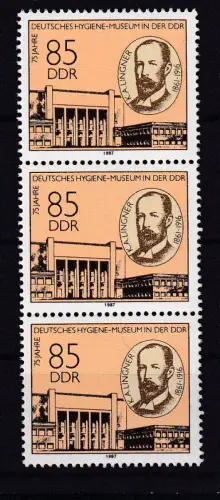 75 JAHRE
DEUTSCHES HYGIENE-MUSEUM IN DER DDR
85
DDR
C.A. LINGNER
1861-1916
1987
75 JAHRE
DEUTSCHES HYGIENE-MUSEUM IN DER DDR
85
DDR
C.A. LINGNER
1861-1916
1987
75 JAHRE
DEUTSCHES HYGIENE-MUSEUM IN DER DDR
85
DDR
C.A. LINGNER
1861-1916
1987